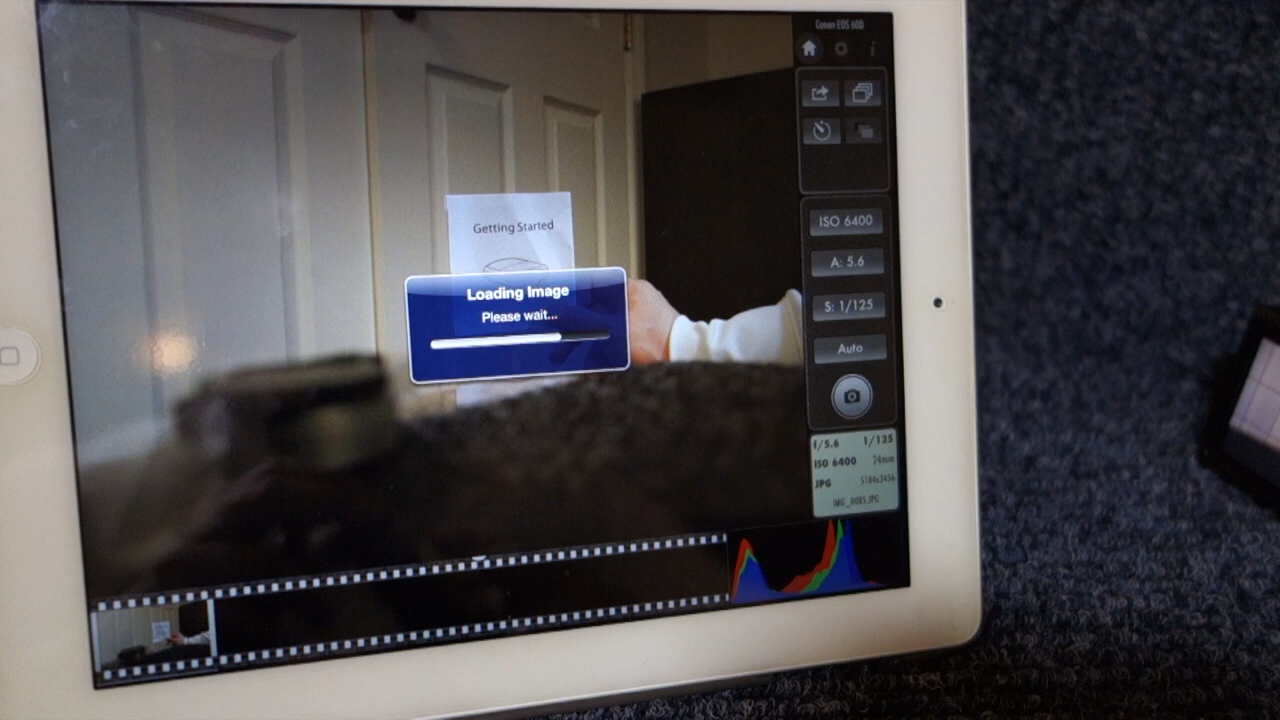 Canon EOS 60D
i
Getting Started
Loading Image
Please wait...
ISO 6400
A: 5.6
S: 1/125
Auto
f/5.6 1/125
ISO 6400 24mm
JPG 5184x3456
IMG_0085.JPG